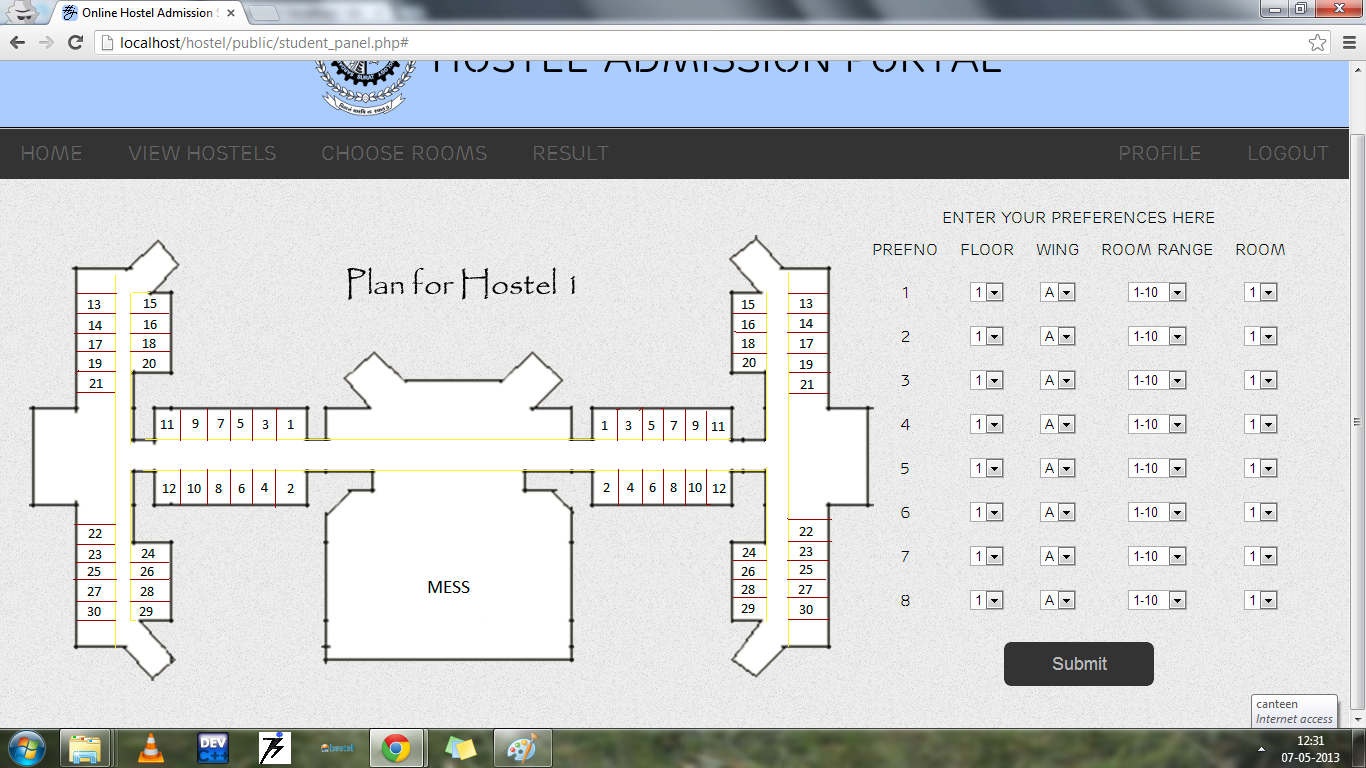 Online Hostel Admission S
localhost/hostel/public/student_panel.php#
HOSTEL ADMISSION PORTAL
HOME VIEW HOSTELS CHOOSE ROOMS RESULT PROFILE LOGOUT
ENTER YOUR PREFERENCES HERE
PREFNO FLOOR WING ROOM RANGE ROOM
1 1 A 1-10 1
2 1 A 1-10 1
3 1 A 1-10 1
4 1 A 1-10 1
5 1 A 1-10 1
6 1 A 1-10 1
7 1 A 1-10 1
8 1 A 1-10 1
Submit
Plan for Hostel 1
13 15 15 13
14 16 16 14
17 18 18 17
19 20 20 19
21 21
11 9 7 5 3 1 1 3 5 7 9 11
12 10 8 6 4 2 2 4 6 8 10 12
22 22
23 24 24 23
25 26 26 25
27 28 28 27
30 29 29 30
MESS
canteen
Internet access
DEV
C++
12:31
07-05-2013